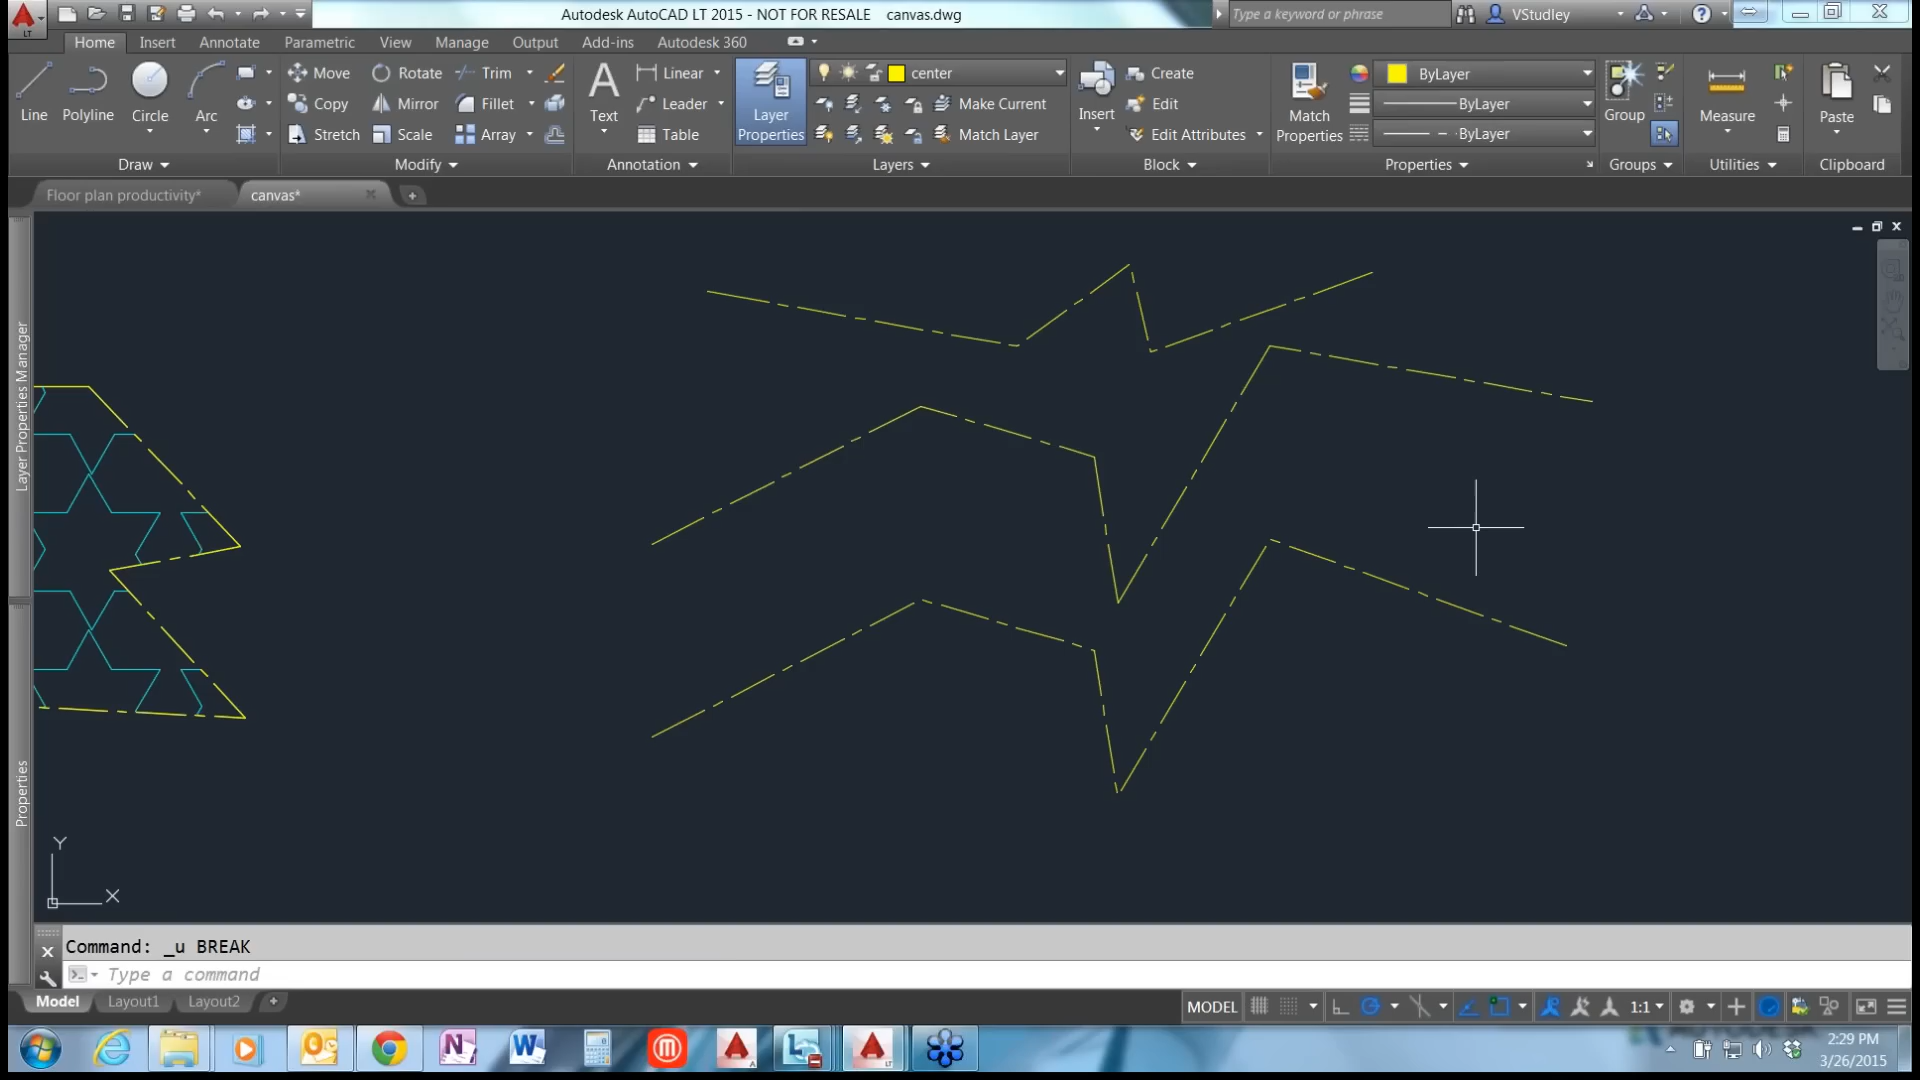 Autodesk AutoCAD LT 2015 - NOT FOR RESALE canvas.dwg
Type a keyword or phrase
VStudley
LT
Home Insert Annotate Parametric View Manage Output Add-ins Autodesk 360
Line Polyline Circle Arc
Draw
Move Rotate Trim
Copy Mirror Fillet
Stretch Scale Array
Modify
Text
Linear
Leader
Table
Annotation
Layer Properties
center
Make Current
Match Layer
Layers
Insert
Create
Edit
Edit Attributes
Block
Match Properties
ByLayer
ByLayer
ByLayer
Properties
Group
Groups
Measure
Utilities
Paste
Clipboard
Floor plan productivity*
canvas*
Layer Properties Manager
Properties
Y
X
Command: _u BREAK
Type a command
Model Layout1 Layout2
MODEL
1:1
2:29 PM
3/26/2015